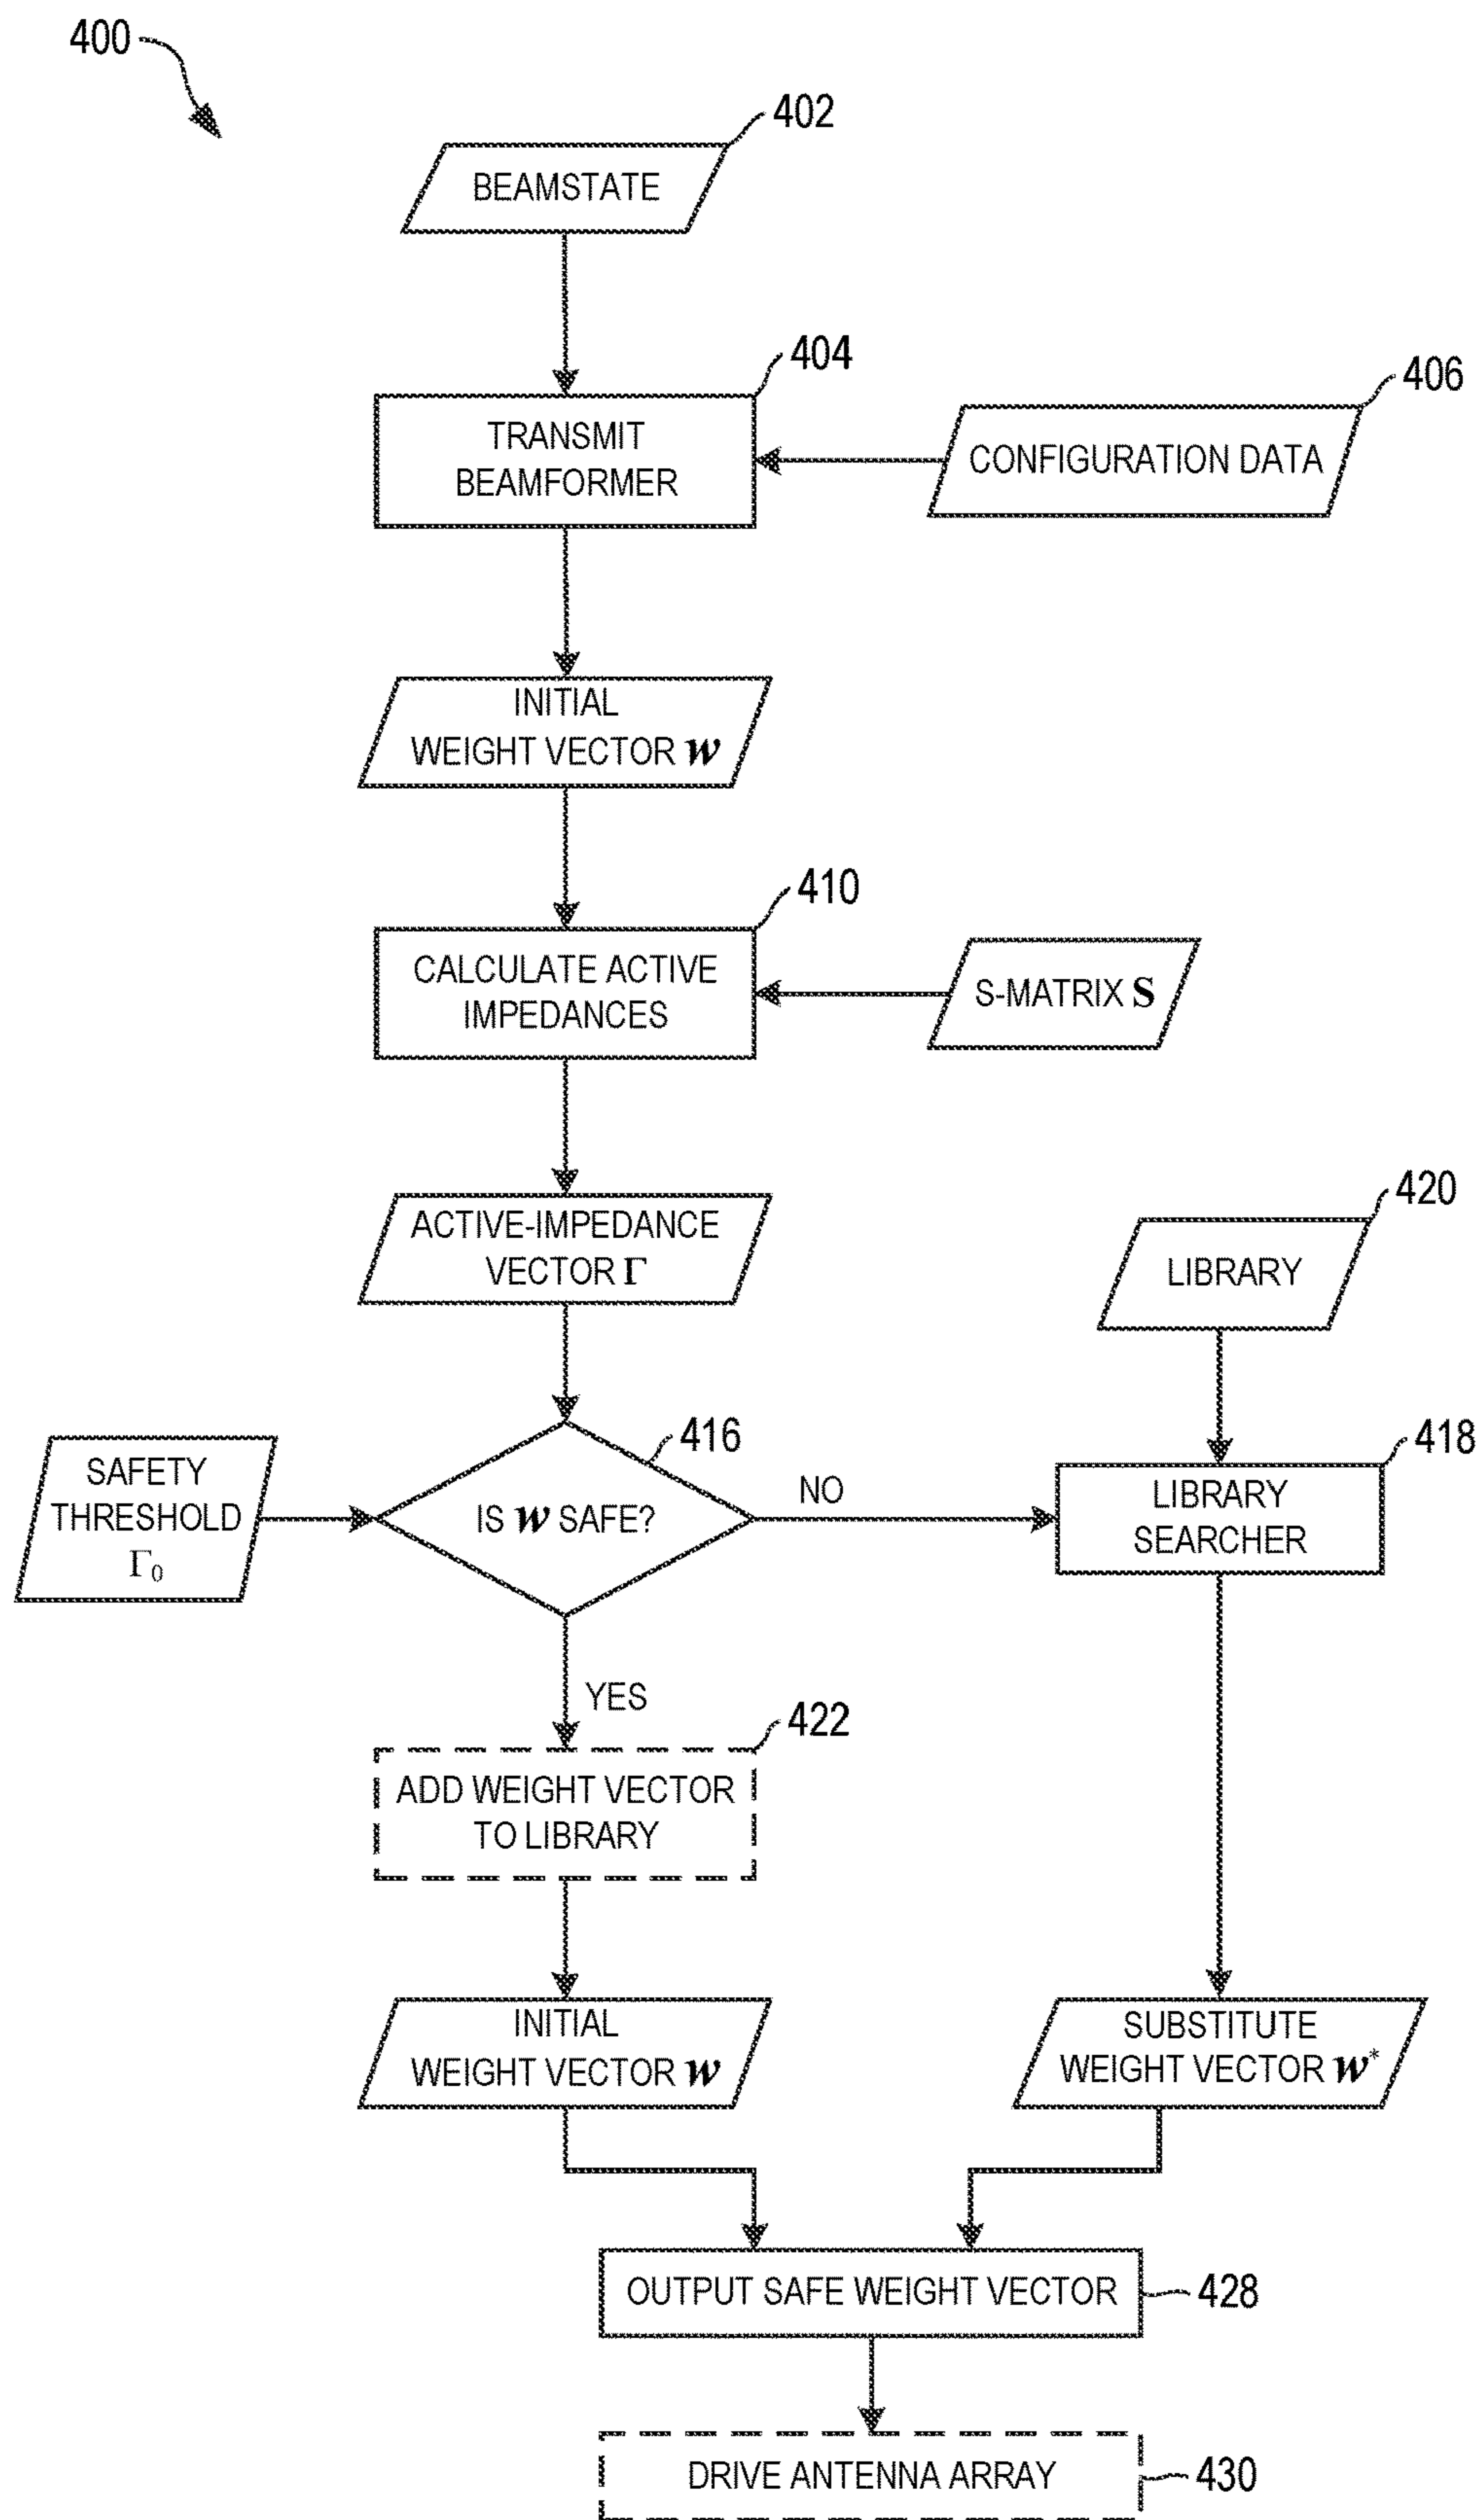 400
402
BEAMSTATE
404
TRANSMIT
BEAMFORMER
406
CONFIGURATION DATA
INITIAL
WEIGHT VECTOR w
410
CALCULATE ACTIVE
IMPEDANCES
S-MATRIX S
ACTIVE-IMPEDANCE
VECTOR Γ
420
LIBRARY
SAFETY
THRESHOLD
Γ₀
416
IS w SAFE?
NO
418
LIBRARY
SEARCHER
YES
422
ADD WEIGHT VECTOR
TO LIBRARY
INITIAL
WEIGHT VECTOR w
SUBSTITUTE
WEIGHT VECTOR w*
OUTPUT SAFE WEIGHT VECTOR
428
DRIVE ANTENNA ARRAY
430